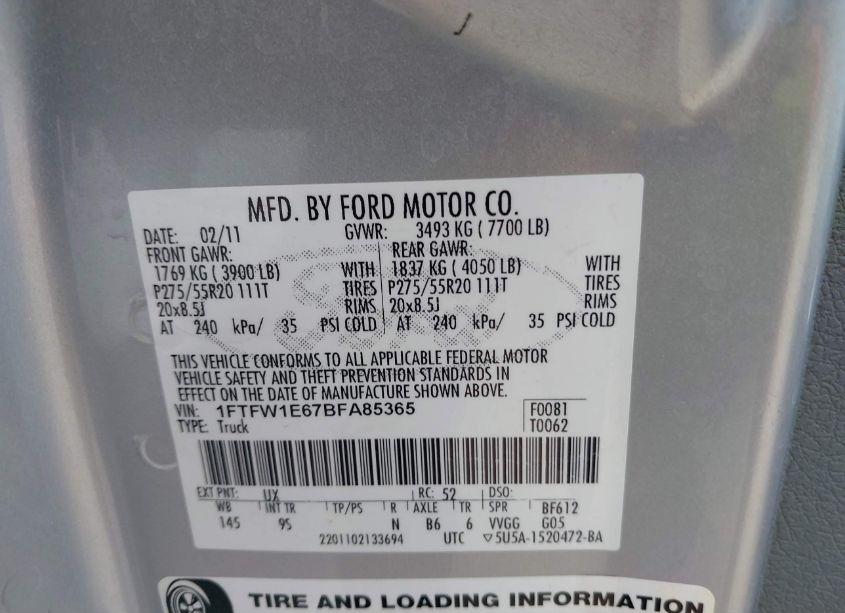 MFD. BY FORD MOTOR CO.
DATE: 02/11 GVWR: 3493 KG ( 7700 LB)
FRONT GAWR: REAR GAWR:
1769 KG ( 3900 LB) WITH 1837 KG ( 4050 LB) WITH
P275/55R20 111T TIRES P275/55R20 111T TIRES
20x8.5J RIMS 20x8.5J RIMS
AT 240 kPa/ 35 PSI COLD AT 240 kPa/ 35 PSI COLD
THIS VEHICLE CONFORMS TO ALL APPLICABLE FEDERAL MOTOR
VEHICLE SAFETY AND THEFT PREVENTION STANDARDS IN
EFFECT ON THE DATE OF MANUFACTURE SHOWN ABOVE.
VIN: 1FTFW1E67BFA85365 F0081
TYPE: Truck T0062
EXT PNT: UX RC: 52 DSO:
WB INT TR TP/PS R AXLE TR SPR BF612
145 9S N B6 6 VVGG G05
2201102133694 UTC ▽5U5A-1520472-BA
TIRE AND LOADING INFORMATION